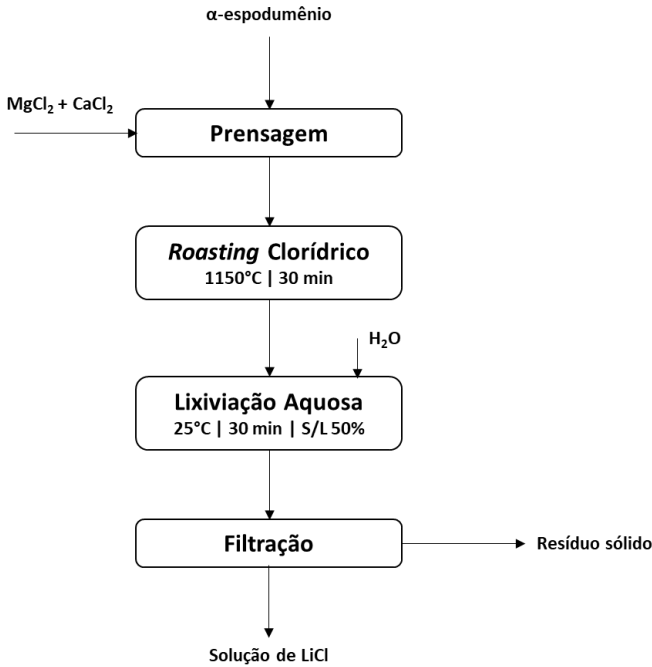 α-espodumênio
MgCl₂ + CaCl₂
Prensagem
Roasting Clorídrico
1150°C | 30 min
H₂O
Lixiviação Aquosa
25°C | 30 min | S/L 50%
Filtração
Resíduo sólido
Solução de LiCl